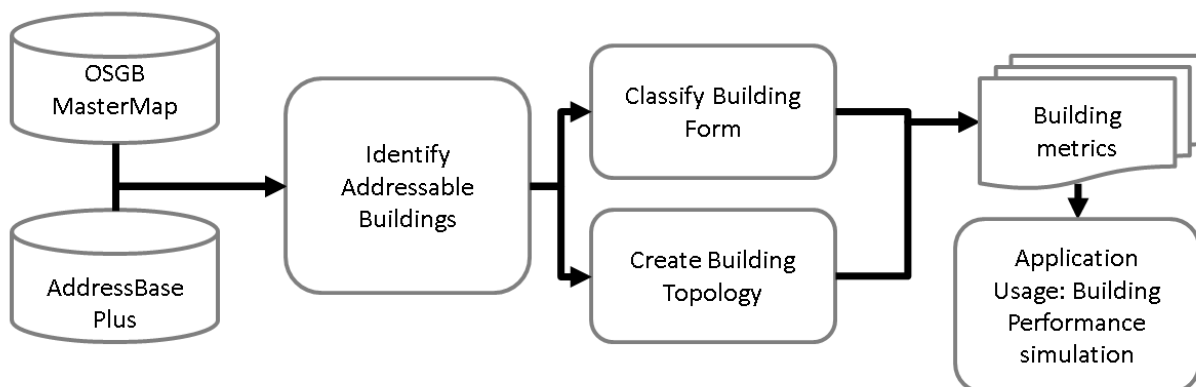 OSGB
MasterMap
AddressBase
Plus
Identify
Addressable
Buildings
Classify Building
Form
Create Building
Topology
Building
metrics
Application
Usage: Building
Performance
simulation